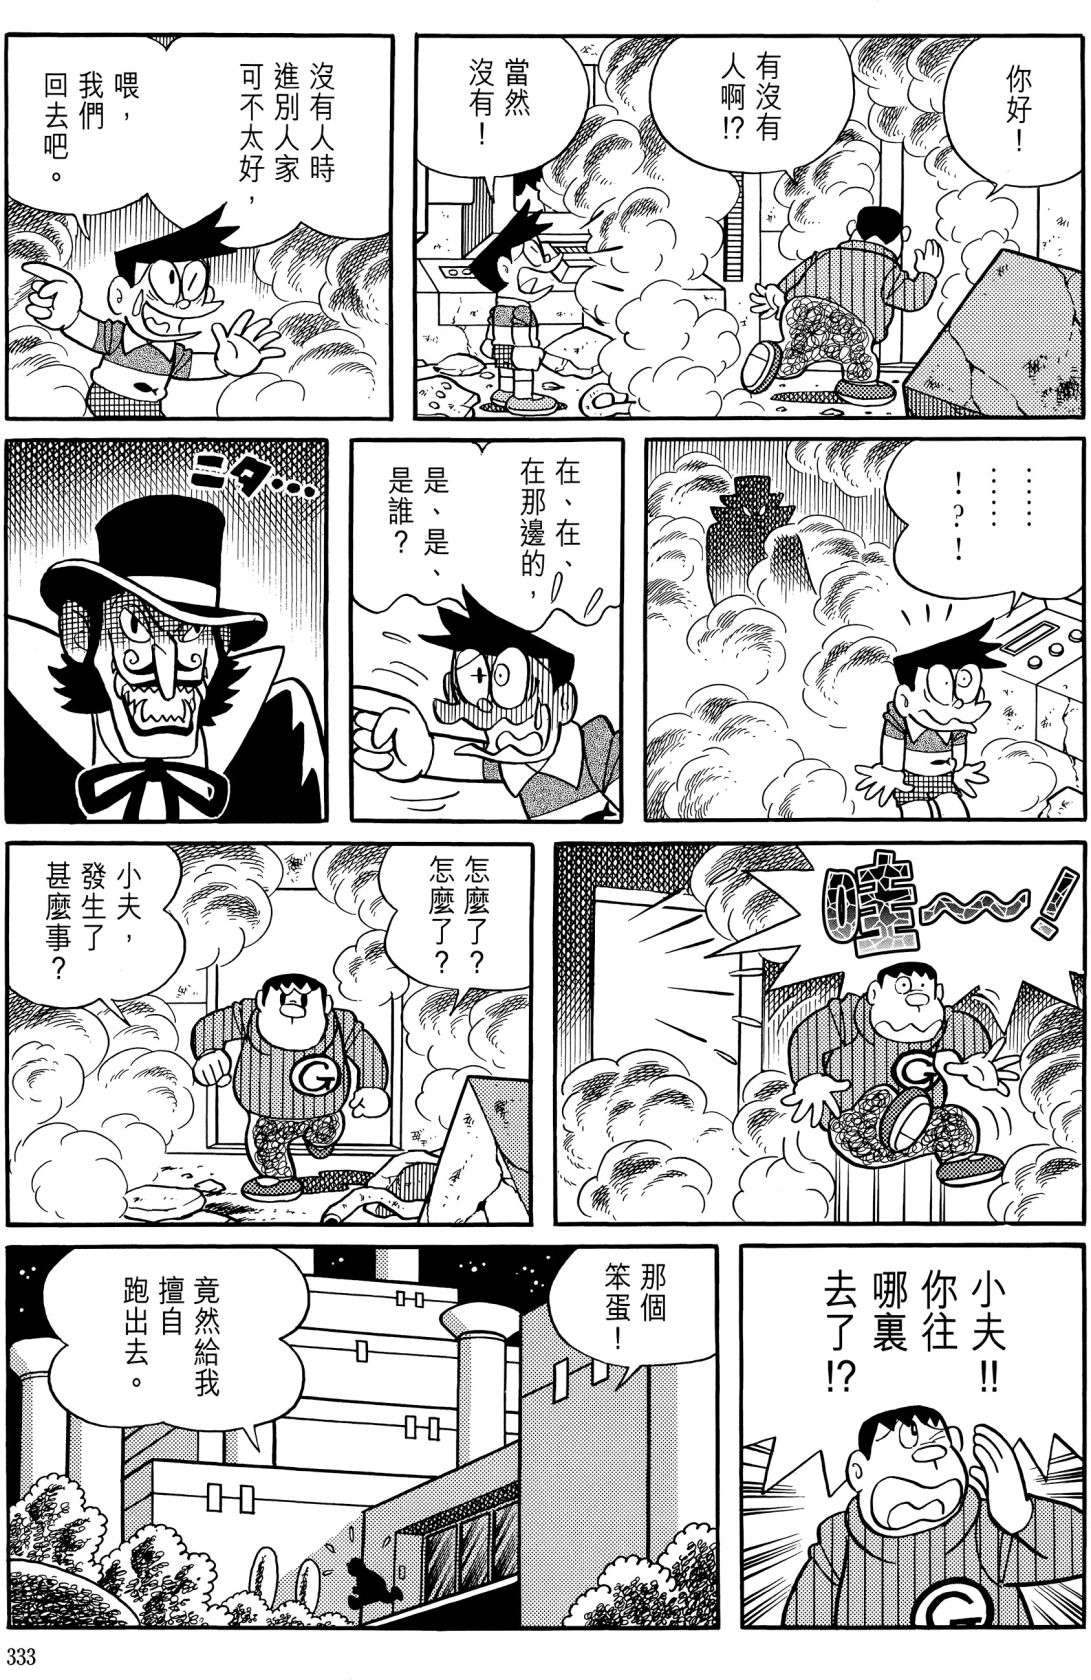 你好！
有沒有
人啊!?
當然
沒有！
沒有人時
進別人家
可不太好，
喂，
我們
回去吧。
……
……
！？！
在、在、
在那邊的，
是、是、
是誰？
ニタ…
哇～～！
怎麼了？
怎麼了？
小夫，
發生了
甚麼事？
G
G
小夫!!
你往
哪裏
去了!?
G
那個
笨蛋！
竟然給我
擅自
跑出去。
333